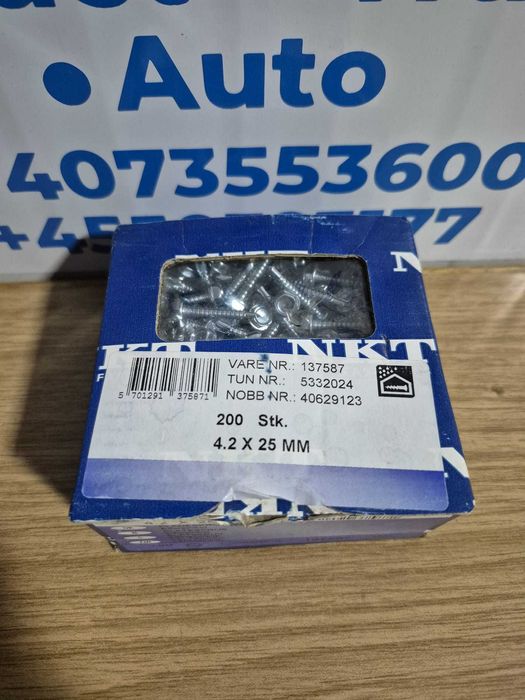 • Auto
4073553600
NKT
VARE NR.: 137587
TUN NR.: 5332024
NOBB NR.: 40629123
5 701291 375871
200 Stk.
4.2 X 25 MM